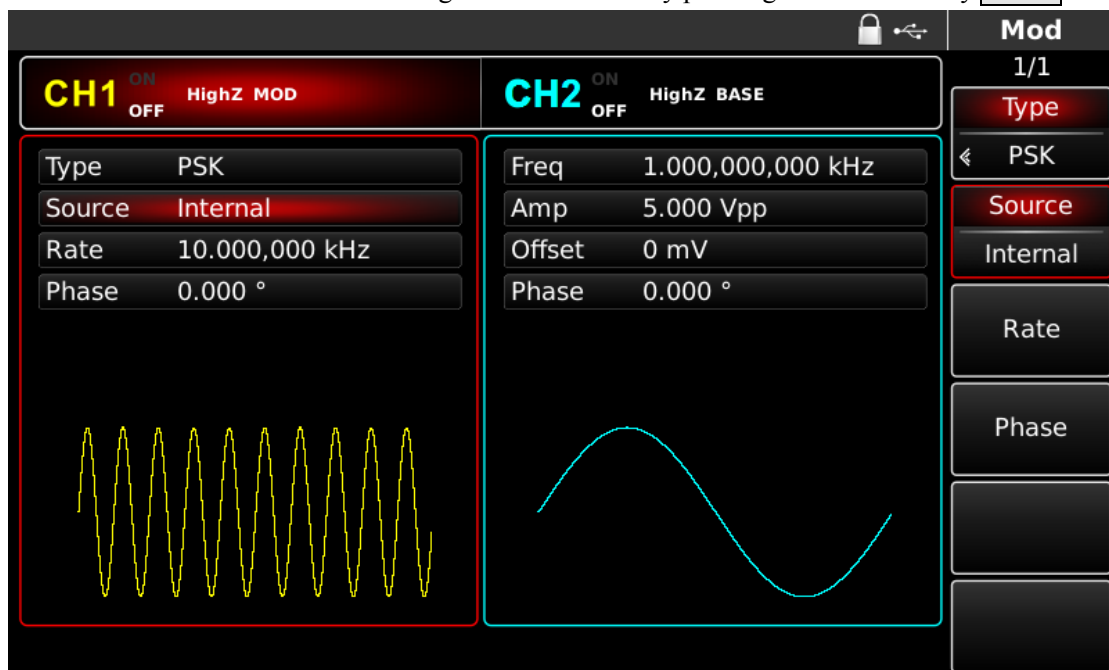 Mod
1/1
CH1 ON OFF HighZ MOD
CH2 ON OFF HighZ BASE
Type PSK
Source Internal
Rate 10.000,000 kHz
Phase 0.000 °
Freq 1.000,000,000 kHz
Amp 5.000 Vpp
Offset 0 mV
Phase 0.000 °
Type
PSK
Source
Internal
Rate
Phase